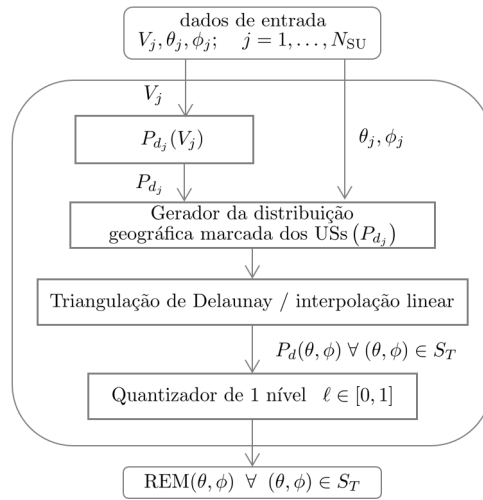 dados de entrada
V_j, θ_j, ϕ_j; j = 1, . . . , N_SU
V_j
P_{d_j}(V_j)
θ_j, ϕ_j
P_{d_j}
Gerador da distribuição
geográfica marcada dos USs (P_{d_j})
Triangulação de Delaunay / interpolação linear
P_d(θ, ϕ) ∀ (θ, ϕ) ∈ S_T
Quantizador de 1 nível ℓ ∈ [0, 1]
REM(θ, ϕ) ∀ (θ, ϕ) ∈ S_T